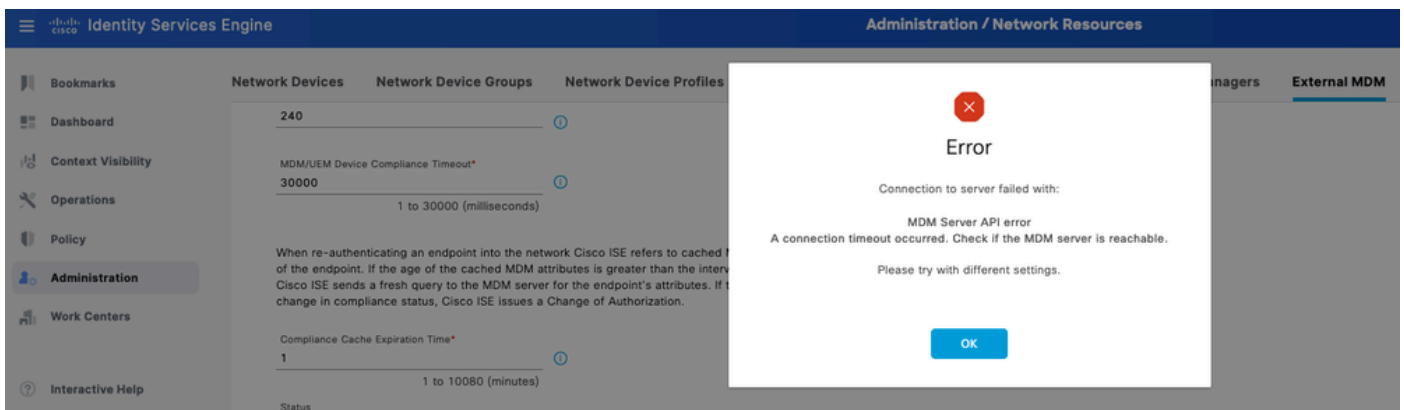 cisco Identity Services Engine
Administration / Network Resources
Bookmarks
Dashboard
Context Visibility
Operations
Policy
Administration
Work Centers
Interactive Help
Network Devices Network Device Groups Network Device Profiles nagers External MDM
240
MDM/UEM Device Compliance Timeout*
30000
1 to 30000 (milliseconds)
When re-authenticating an endpoint into the network Cisco ISE refers to cached
of the endpoint. If the age of the cached MDM attributes is greater than the interv
Cisco ISE sends a fresh query to the MDM server for the endpoint's attributes. If
change in compliance status, Cisco ISE issues a Change of Authorization.
Compliance Cache Expiration Time*
1
1 to 10080 (minutes)
Status
Error
Connection to server failed with:
MDM Server API error
A connection timeout occurred. Check if the MDM server is reachable.
Please try with different settings.
OK